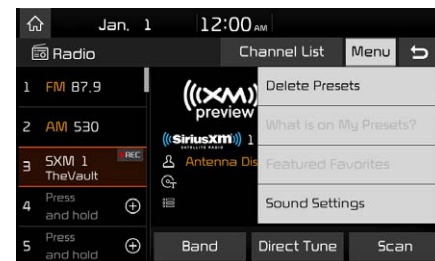 Jan. 1 12:00 AM
Radio Channel List Menu
1 FM 87.9
2 AM 530
3 SXM 1 REC
TheVault
4 Press
and hold
5 Press
and hold
((XM))
preview
((SiriusXM)) 1
SATELLITE RADIO
Antenna Dis
Delete Presets
What is on My Presets?
Featured Favorites
Sound Settings
Band Direct Tune Scan